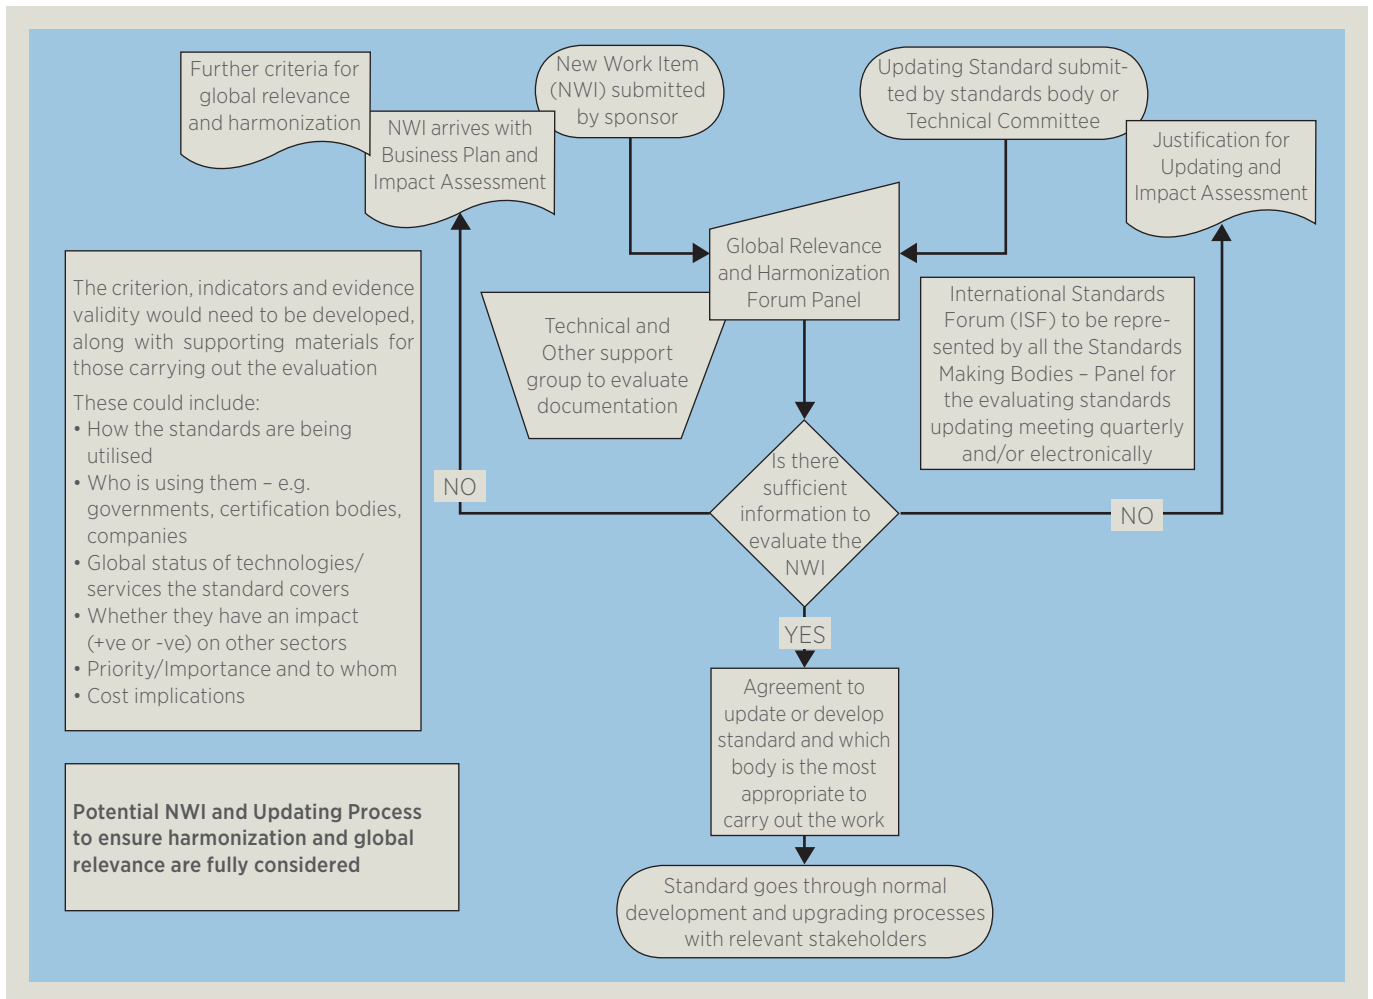 Further criteria for
global relevance
and harmonization
NWI arrives with
Business Plan and
Impact Assessment
New Work Item
(NWI) submitted
by sponsor
Updating Standard submit-
ted by standards body or
Technical Committee
Justification for
Updating and
Impact Assessment
Global Relevance
and Harmonization
Forum Panel
Technical and
Other support
group to evaluate
documentation
International Standards
Forum (ISF) to be repre-
sented by all the Standards
Making Bodies – Panel for
the evaluating standards
updating meeting quarterly
and/or electronically
The criterion, indicators and evidence
validity would need to be developed,
along with supporting materials for
those carrying out the evaluation
These could include:
• How the standards are being
utilised
• Who is using them – e.g.
governments, certification bodies,
companies
• Global status of technologies/
services the standard covers
• Whether they have an impact
(+ve or -ve) on other sectors
• Priority/Importance and to whom
• Cost implications
NO
Is there
sufficient
information to
evaluate the
NWI
NO
YES
Agreement to
update or develop
standard and which
body is the most
appropriate to
carry out the work
Potential NWI and Updating Process
to ensure harmonization and global
relevance are fully considered
Standard goes through normal
development and upgrading processes
with relevant stakeholders